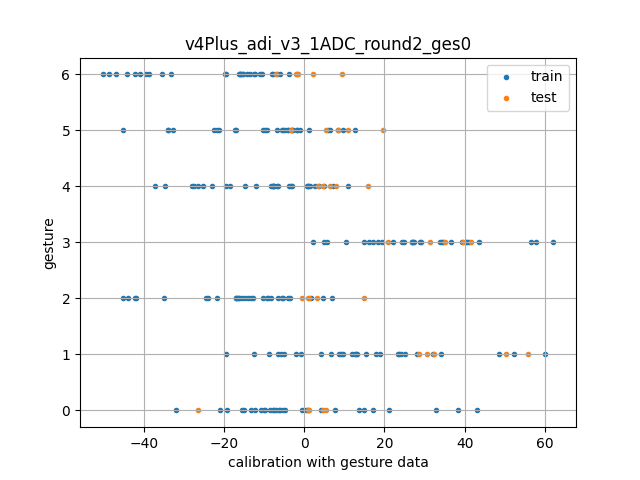 v4Plus_adi_v3_1ADC_round2_ges0
train
test
6
5
4
3
2
1
0
gesture
−40
−20
0
20
40
60
calibration with gesture data